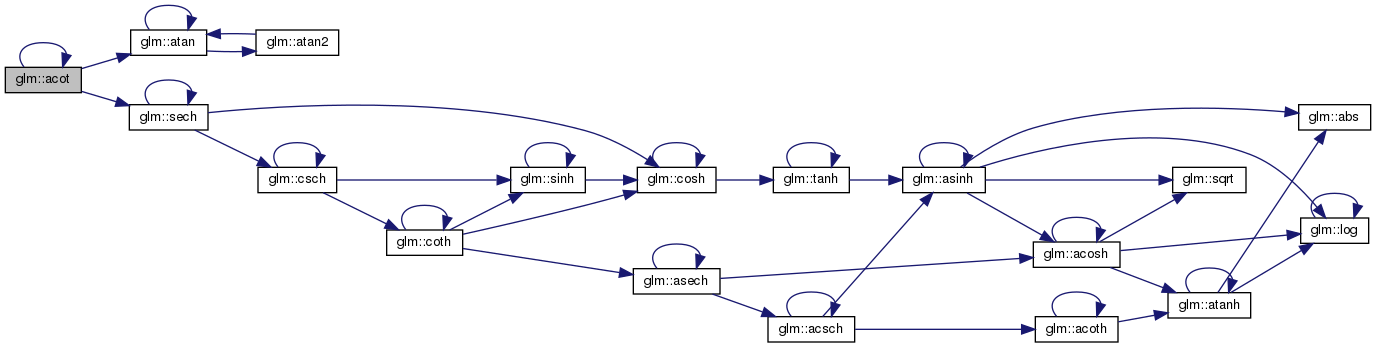 glm::acot
glm::atan
glm::atan2
glm::sech
glm::csch
glm::coth
glm::sinh
glm::cosh
glm::asech
glm::tanh
glm::acsch
glm::asinh
glm::acosh
glm::acoth
glm::sqrt
glm::atanh
glm::abs
glm::log